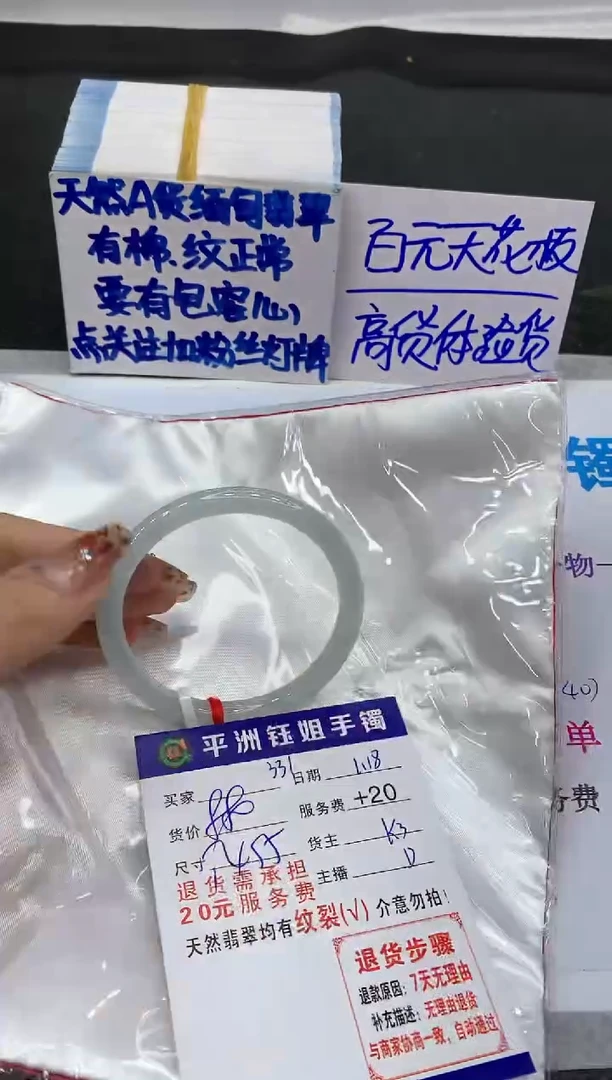 天然A货缅甸翡翠
有棉、纹正常
要有包容心
点关注加粉丝灯牌
百元天花板
高货体验货
镯
物一
40)
单
务费
平洲钰姐手镯
买家 331 日期 1.18
货价 服务费 +20
尺寸 货主 K3
退货需承担 主播 D
20元服务费
天然翡翠均有纹裂(√) 介意勿拍!
退货步骤
退款原因:7天无理由
补充描述:无理由退货
与商家协商一致,自动通过